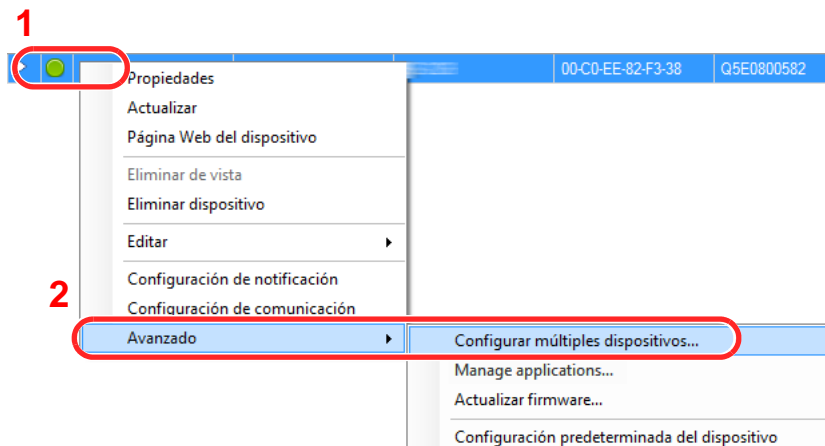 1
00-C0-EE-82-F3-38 Q5E0800582
Propiedades
Actualizar
Página Web del dispositivo
Eliminar de vista
Eliminar dispositivo
Editar
Configuración de notificación
2
Configuración de comunicación
Avanzado
Configurar múltiples dispositivos...
Manage applications...
Actualizar firmware...
Configuración predeterminada del dispositivo